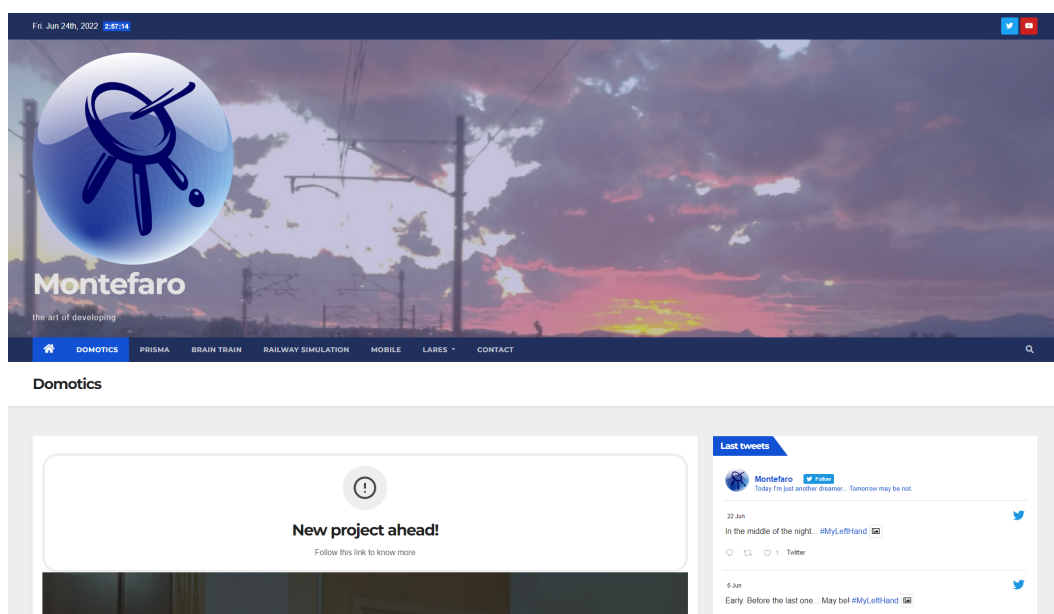 Fri. Jun 24th, 2022 2:57:14
Montefaro
the art of developing
DOMOTICS PRISMA BRAIN TRAIN RAILWAY SIMULATION MOBILE LARES CONTACT
Domotics
New project ahead!
Follow this link to know more
Last tweets
Montefaro Follow
Today I'm just another dreamer... Tomorrow may be not.
22 Jun
In the middle of the night... #MyLeftHand
1 Twitter
6 Jun
Early. Before the last one... May be! #MyLeftHand